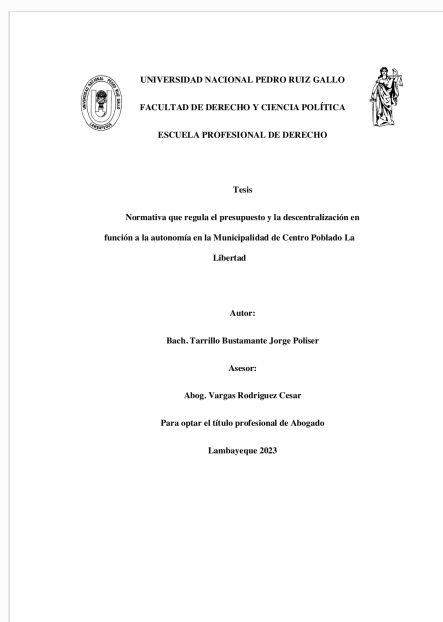 UNIVERSIDAD NACIONAL PEDRO RUIZ GALLO
FACULTAD DE DERECHO Y CIENCIA POLÍTICA
ESCUELA PROFESIONAL DE DERECHO
Tesis
Normativa que regula el presupuesto y la descentralización en
función a la autonomía en la Municipalidad de Centro Poblado La
Libertad
Autor:
Bach. Tarrillo Bustamante Jorge Poliser
Asesor:
Abog. Vargas Rodriguez Cesar
Para optar el título profesional de Abogado
Lambayeque 2023